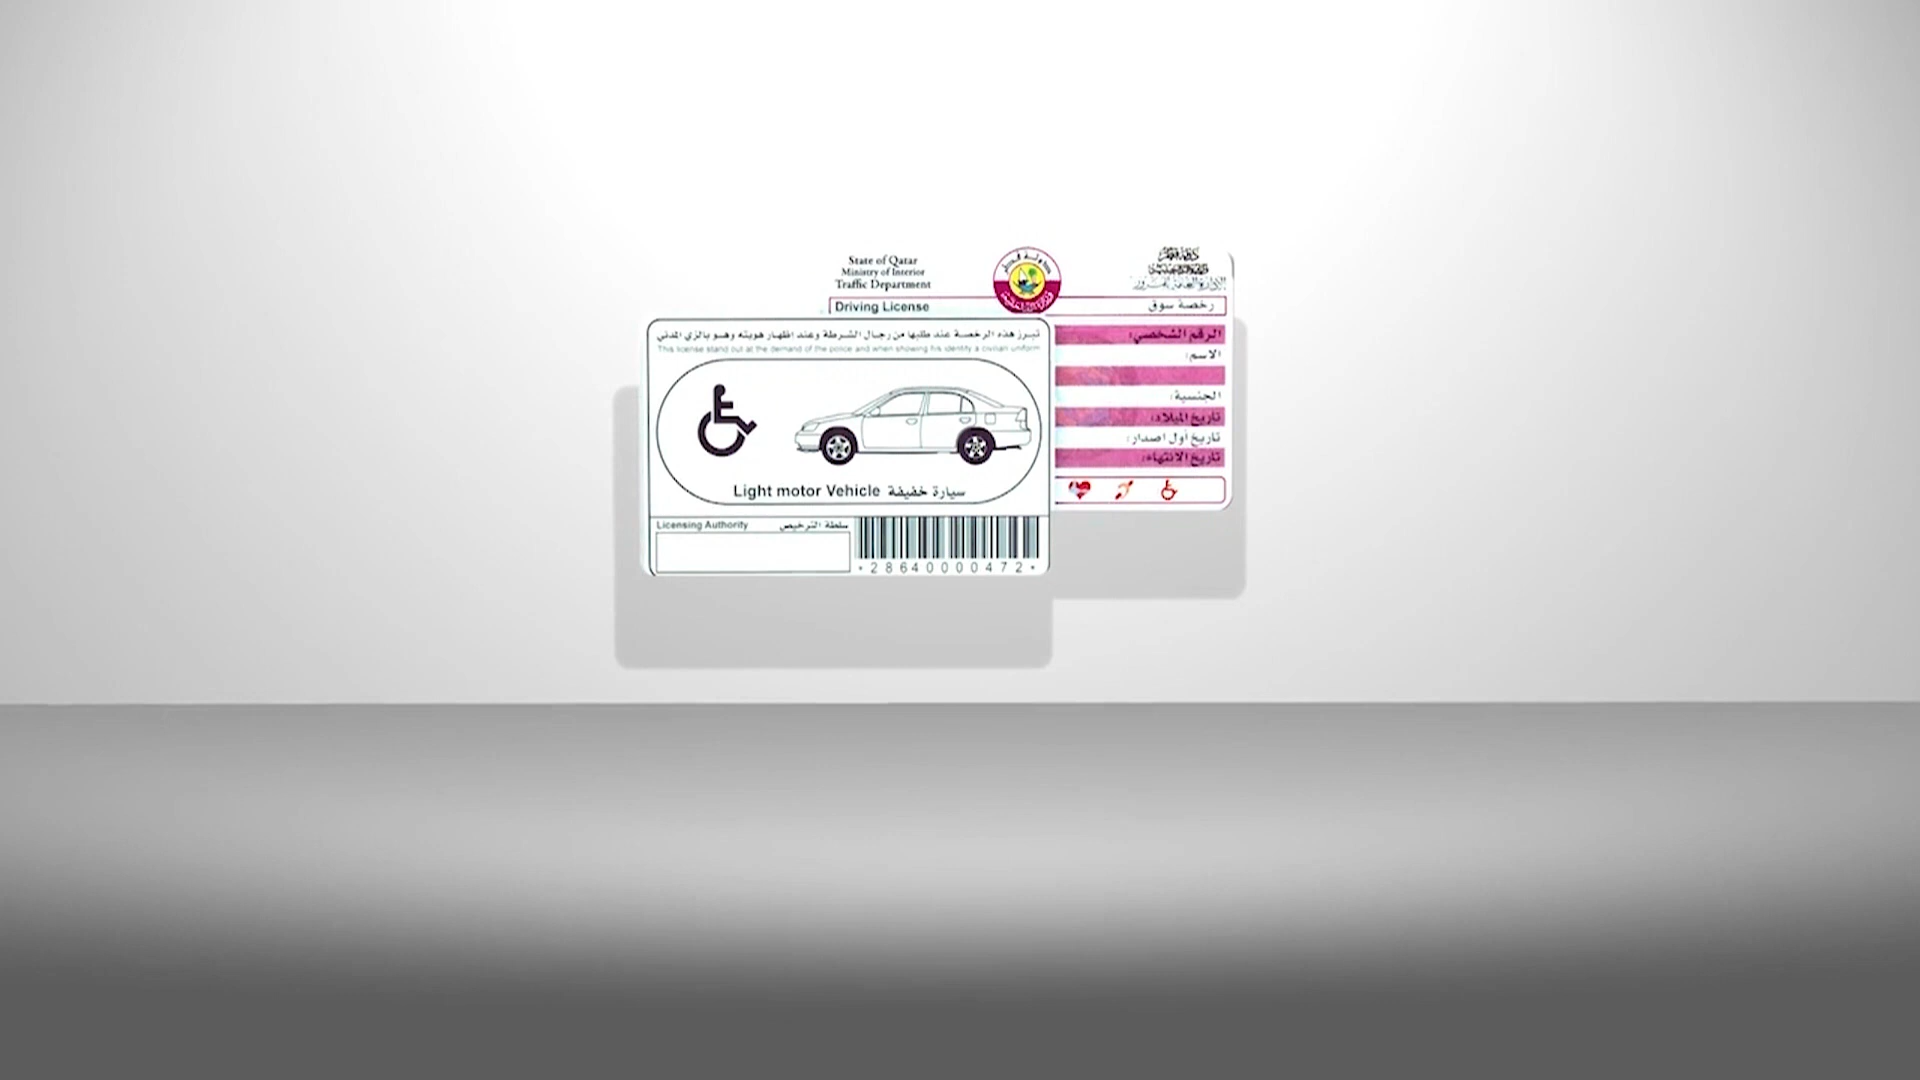 State of Qatar
Ministry of Interior
Traffic Department
Driving License
رخصة سوق
الرقم الشخصي:
الاسم:
الجنسية:
تاريخ الميلاد:
تاريخ أول اصدار:
تاريخ الانتهاء:
تبرز هذه الرخصة عند طلبها من رجال الشرطة وعند اظهار هويته وهو بالزي المدني
This license stand out at the demand of the police and when showing his identity a civilian uniform
Light motor Vehicle سيارة خفيفة
Licensing Authority سلطة الترخيص
*28640000472*